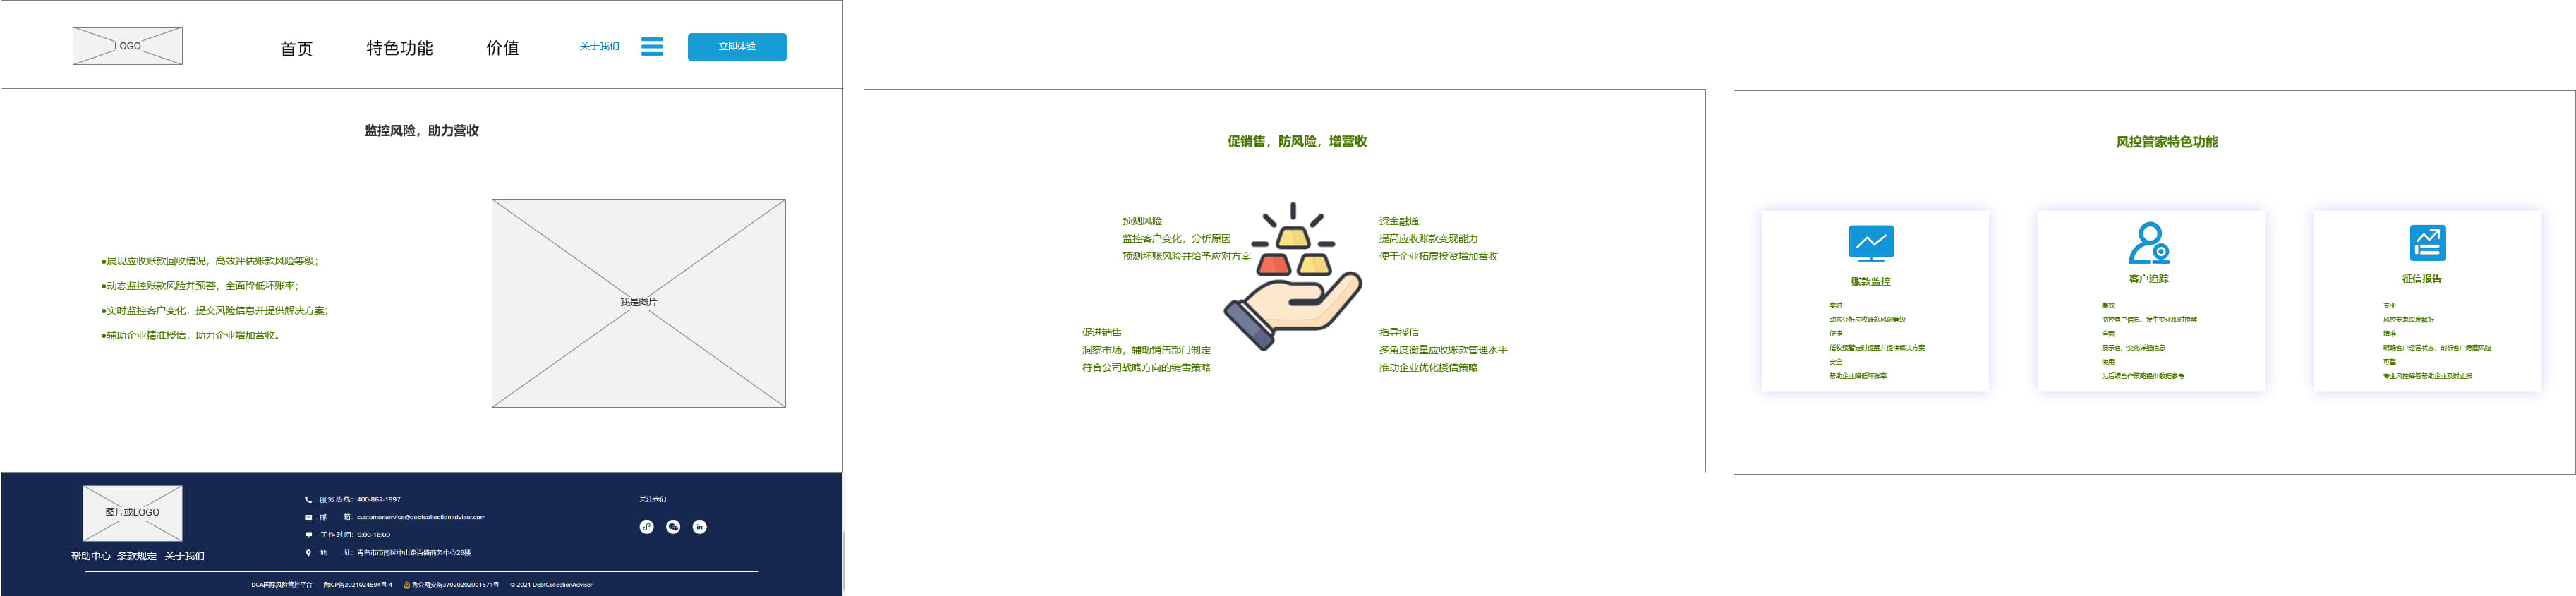 LOGO
首页
特色功能
价值
关于我们
立即体验
监控风险，助力营收
●展现应收账款回收情况，高效评估账款风险等级；
●动态监控账款风险并预警，全面降低坏账率；
●实时监控客户变化，提交风险信息并提供解决方案；
●辅助企业精准授信，助力企业增加营收。
我是图片
图片或LOGO
帮助中心 条款规定 关于我们
服务热线：400-862-1997
邮 箱：customerservice@debtcollectionadvisor.com
工作时间：9:00-18:00
地 址：青岛市市南区中山路
商务中心26楼
关注我们
in
DCA国际风险管控平台 鲁ICP备2021024594号-4 鲁公网安备37020202001571号 © 2021 DebtCollectionAdvisor
促销售，防风险，增营收
预测风险
监控客户变化，分析原因
预测坏账风险并给予应对方案
资金融通
提高应收账款变现能力
便于企业拓展投资增加营收
促进销售
洞察市场，辅助销售部门制定
符合公司战略方向的销售策略
指导授信
多角度衡量应收账款管理水平
推动企业优化授信策略
风控管家特色功能
账款监控
实时
动态分析应收账款风险等级
便捷
催收预警定时提醒并提供解决方案
安全
帮助企业降低坏账率
客户追踪
高效
监控客户信息、发生变化即时提醒
全面
展示客户变化详细信息
使用
为后续合作策略提供数据参考
征信报告
专业
风控专家深度解析
精准
明确客户经营状态、剖析客户隐藏风险
可靠
专业风控解答帮助企业及时止损